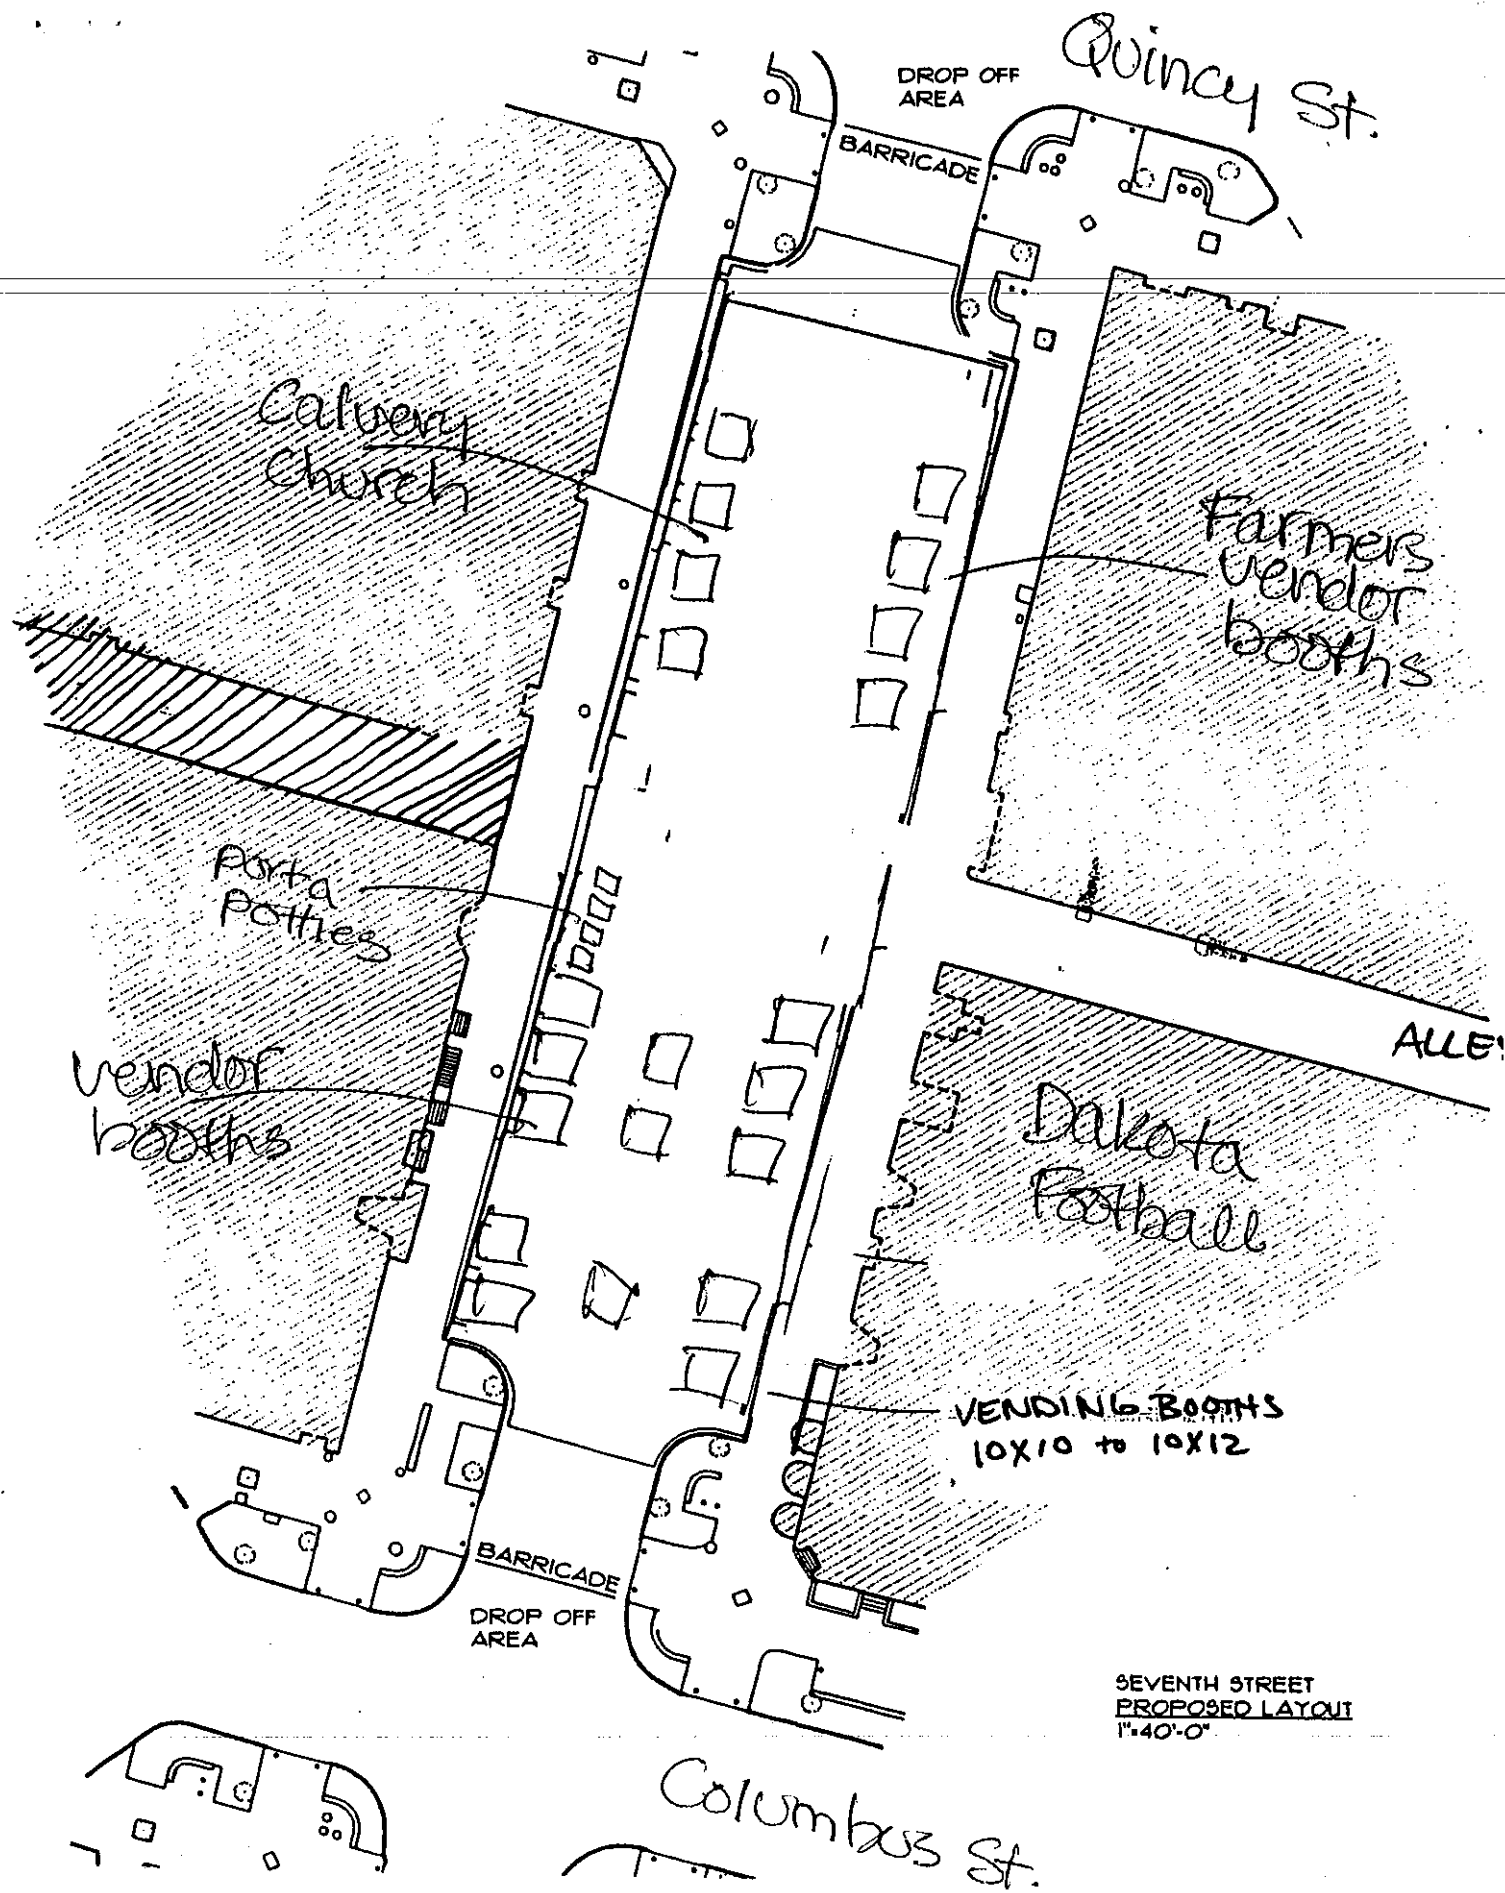 Quincy St.
DROP OFF
AREA
BARRICADE
Calvery
Church
Farmers
vendor
booths
Porta
Potties
ALLEY
vendor
booths
Dakota
Football
VENDING BOOTHS
10X10 to 10X12
BARRICADE
DROP OFF
AREA
SEVENTH STREET
PROPOSED LAYOUT
1"=40'-0"
Columbus St.